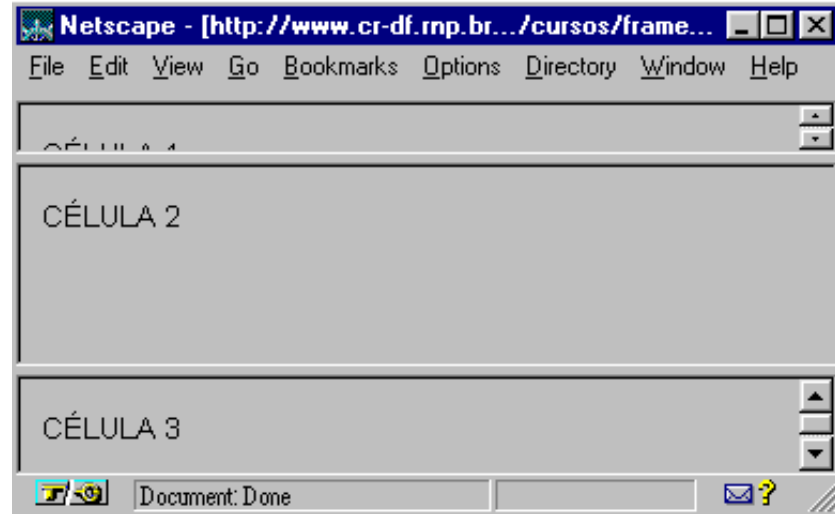 Netscape - [http://www.cr-df.rnp.br.../cursos/frame...
File Edit View Go Bookmarks Options Directory Window Help
CÉLULA 2
CÉLULA 3
Document: Done